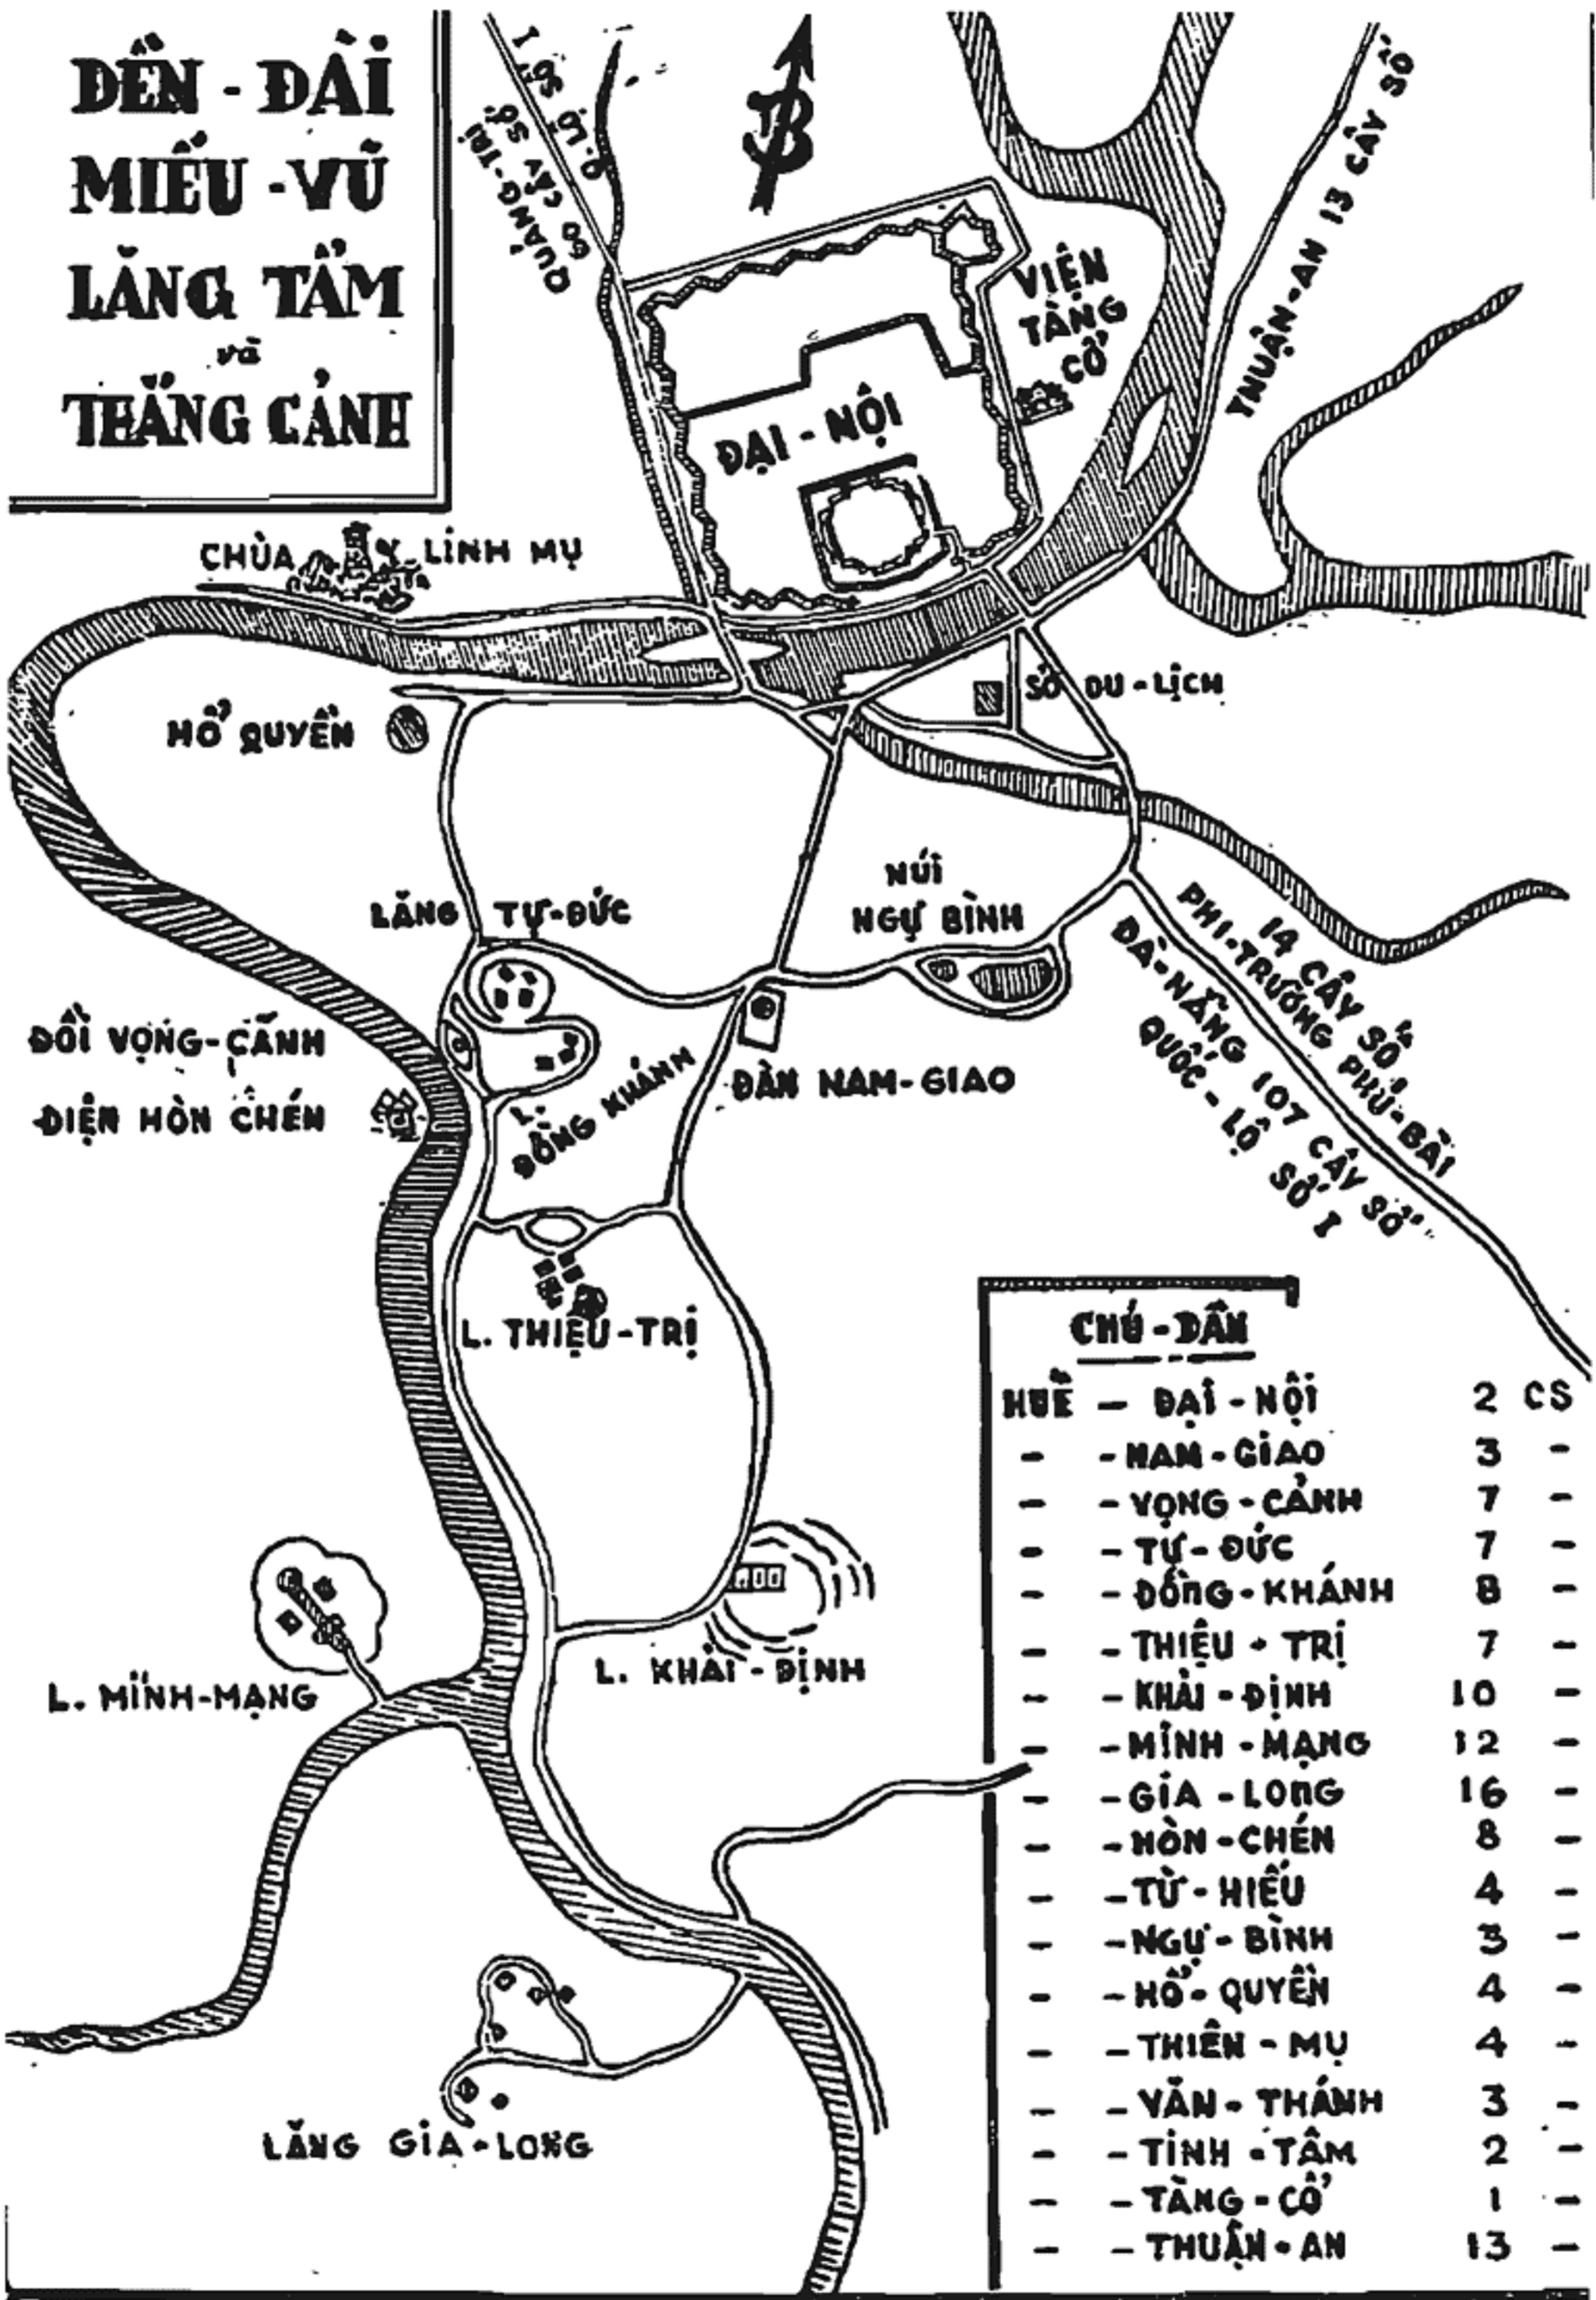 ĐỀN - ĐÀI
MIẾU - VŨ
LĂNG TẨM
và
THẮNG CẢNH
Q. LỘ SỐ I
QUẢNG-TRỊ
60 CÂY SỐ
B
THUẬN-AN 13 CÂY SỐ
VIỆN
TÀNG
CỔ
ĐẠI-NỘI
CHÙA LINH MỤ
HỔ QUYỀN
SỞ DU-LỊCH
LĂNG TỰ-ĐỨC
NÚI
NGỰ BÌNH
14 CÂY SỐ
PHI-TRƯỜNG PHÚ-BÀI
ĐÀ-NẴNG 107 CÂY SỐ
QUỐC-LỘ SỐ I
ĐỒI VỌNG-CẢNH
ĐIỆN HÒN CHÉN
L.
ĐỒNG KHÁNH
ĐÀN NAM-GIAO
L. THIỆU-TRỊ
L. MINH-MẠNG
L. KHẢI-ĐỊNH
LĂNG GIA-LONG
CHÚ-DẪN
HUẾ - ĐẠI-NỘI 2 CS
- - NAM-GIAO 3 -
- - VỌNG-CẢNH 7 -
- - TỰ-ĐỨC 7 -
- - ĐỒNG-KHÁNH 8 -
- - THIỆU-TRỊ 7 -
- - KHẢI-ĐỊNH 10 -
- - MINH-MẠNG 12 -
- - GIA-LONG 16 -
- - HÒN-CHÉN 8 -
- - TỪ-HIẾU 4 -
- - NGỰ-BÌNH 3 -
- - HỔ-QUYỀN 4 -
- - THIÊN-MỤ 4 -
- - VĂN-THÁNH 3 -
- - TỊNH-TÂM 2 -
- - TÀNG-CỔ 1 -
- - THUẬN-AN 13 -